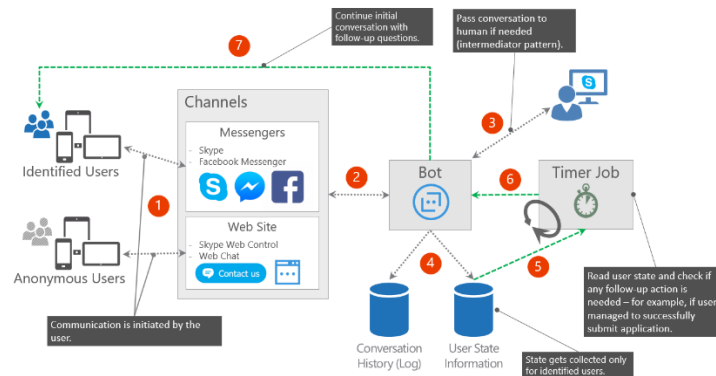 Continue initial
conversation with
follow-up questions.
Pass conversation to
human if needed
(intermediator pattern).
7
Channels
Messengers
- Skype
- Facebook Messenger
Identified Users
1
2
3
Bot
6
Timer Job
Web Site
- Skype Web Control
- Web Chat
Contact us
Anonymous Users
4
5
Communication is initiated by the
user.
Conversation
History (Log)
User State
Information
Read user state and check if
any follow-up action is
needed – for example, if user
managed to successfully
submit application.
State gets collected only
for identified users.